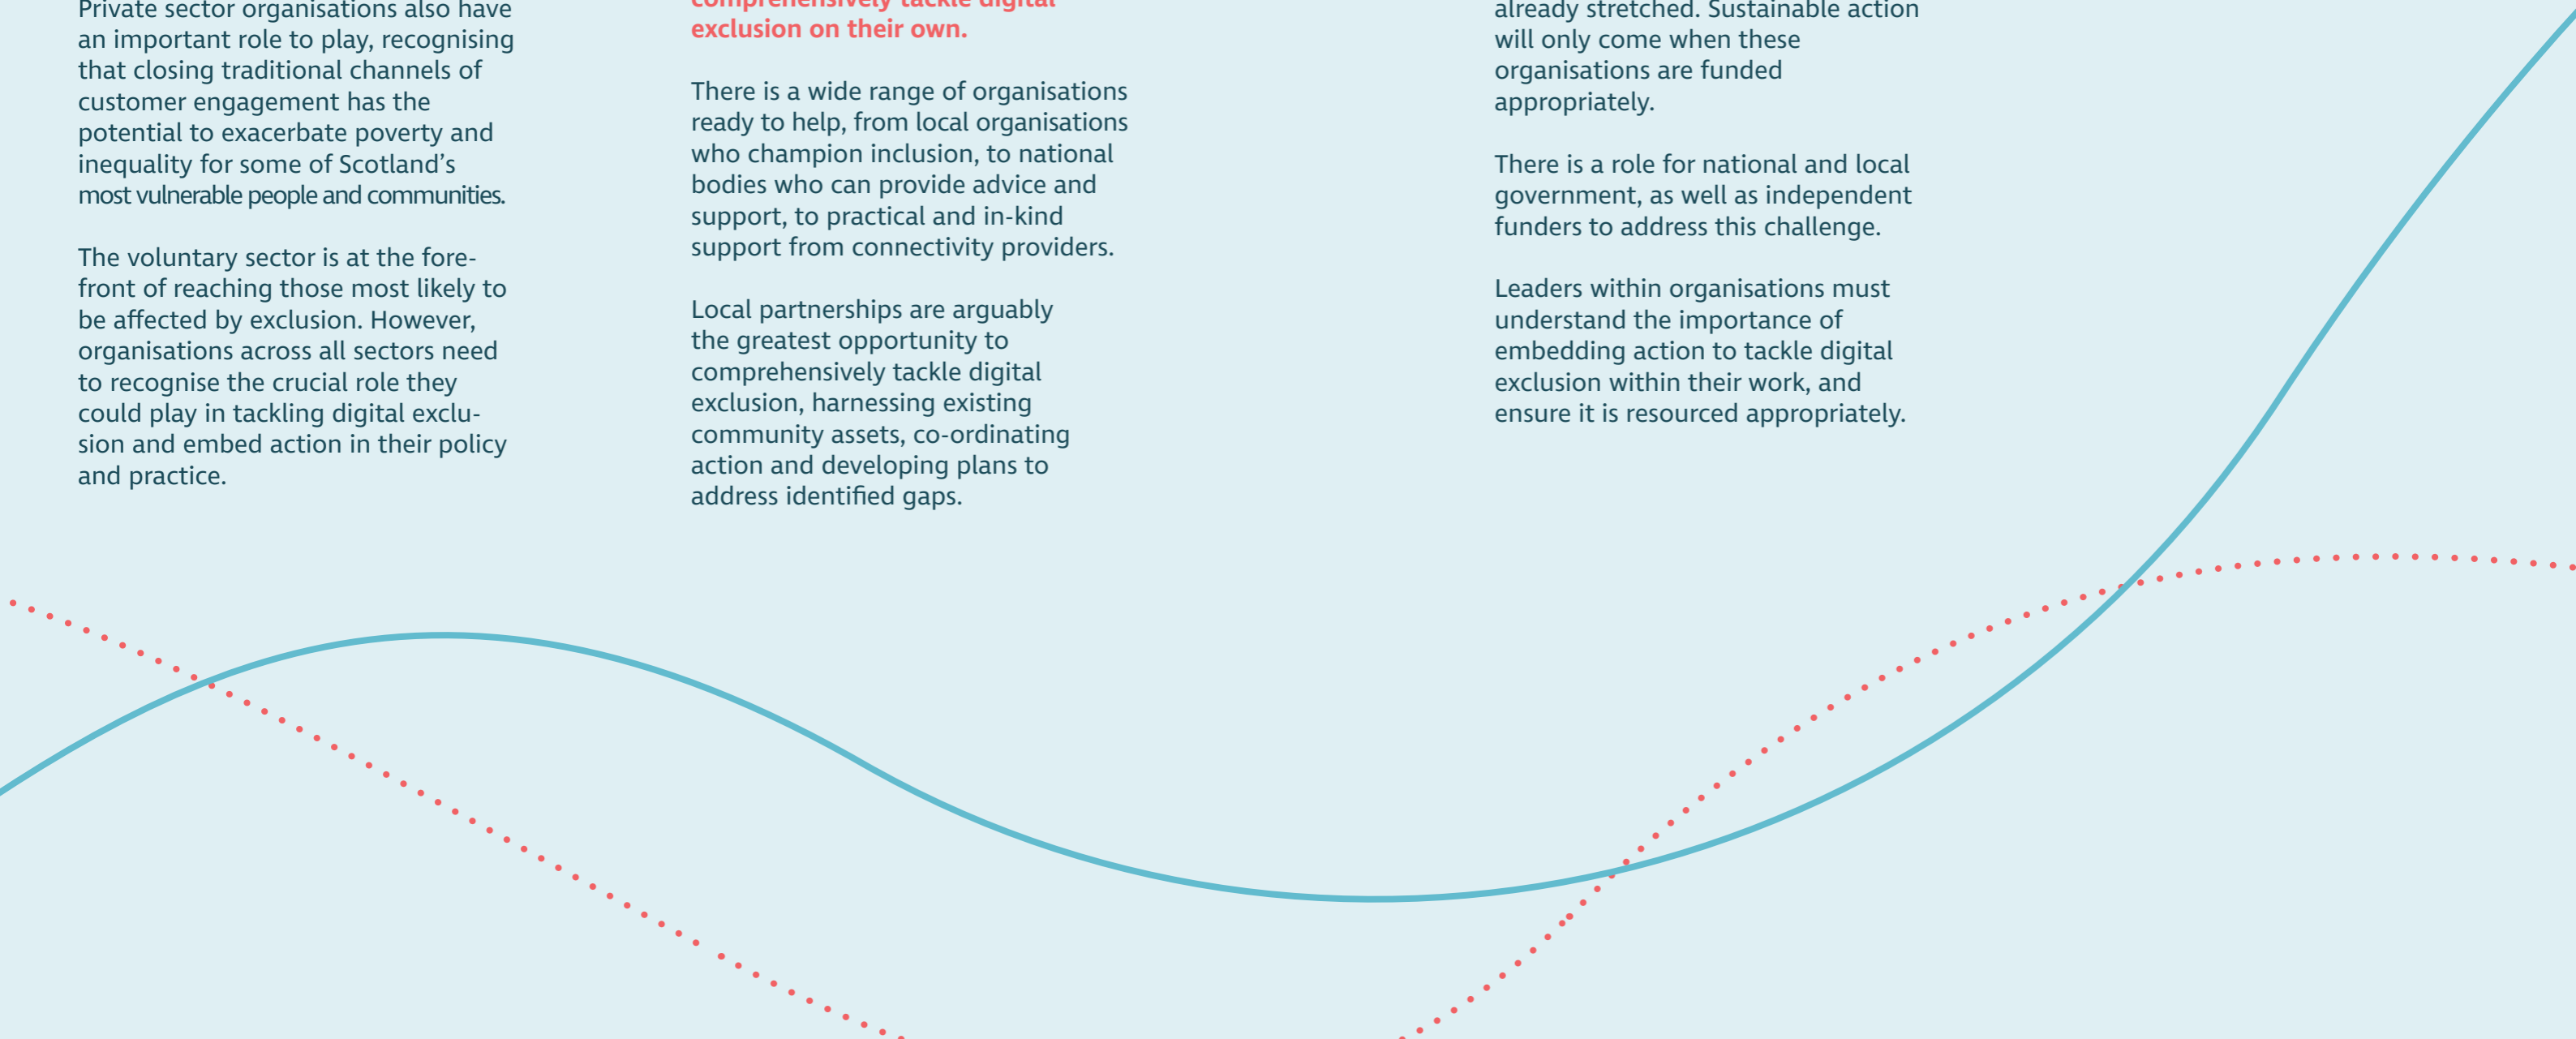 Private sector organisations also have
an important role to play, recognising
that closing traditional channels of
customer engagement has the
potential to exacerbate poverty and
inequality for some of Scotland’s
most vulnerable people and communities.
The voluntary sector is at the fore-
front of reaching those most likely to
be affected by exclusion. However,
organisations across all sectors need
to recognise the crucial role they
could play in tackling digital exclu-
sion and embed action in their policy
and practice.
comprehensively tackle digital
exclusion on their own.
There is a wide range of organisations
ready to help, from local organisations
who champion inclusion, to national
bodies who can provide advice and
support, to practical and in-kind
support from connectivity providers.
Local partnerships are arguably
the greatest opportunity to
comprehensively tackle digital
exclusion, harnessing existing
community assets, co-ordinating
action and developing plans to
address identified gaps.
already stretched. Sustainable action
will only come when these
organisations are funded
appropriately.
There is a role for national and local
government, as well as independent
funders to address this challenge.
Leaders within organisations must
understand the importance of
embedding action to tackle digital
exclusion within their work, and
ensure it is resourced appropriately.